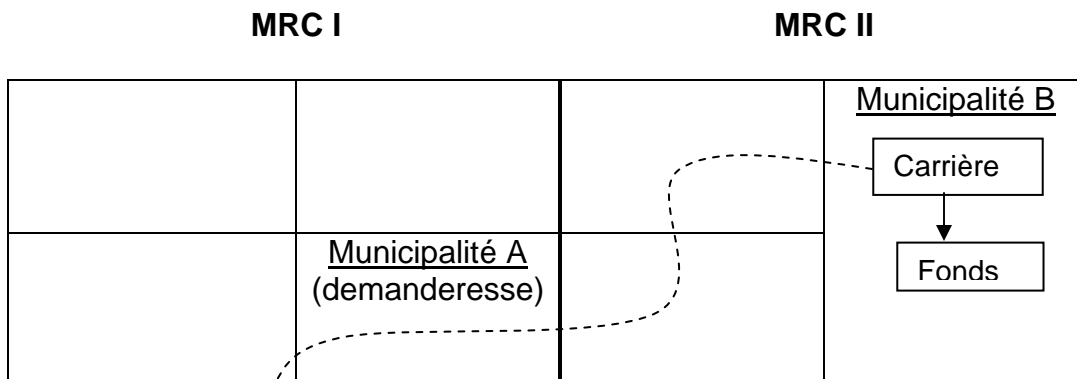 MRC I
MRC II
Municipalité B
Carrière
Municipalité A
(demanderesse)
Fonds